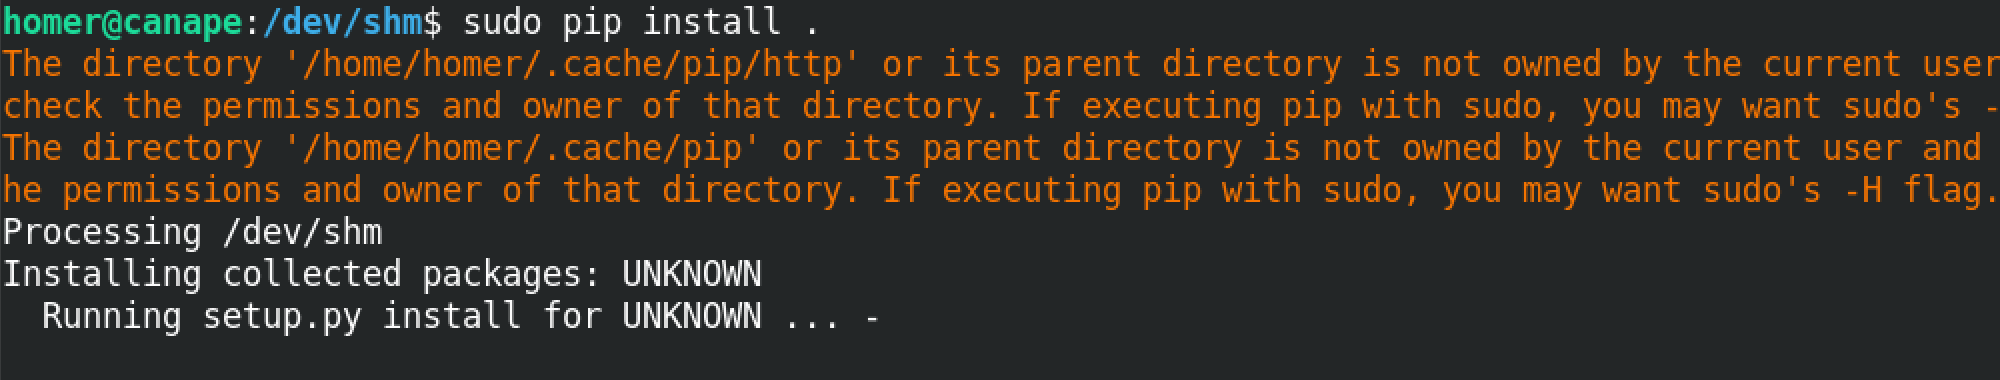 homer@canape:/dev/shm$ sudo pip install .
The directory '/home/homer/.cache/pip/http' or its parent directory is not owned by the current user
check the permissions and owner of that directory. If executing pip with sudo, you may want sudo's -
The directory '/home/homer/.cache/pip' or its parent directory is not owned by the current user and
he permissions and owner of that directory. If executing pip with sudo, you may want sudo's -H flag.
Processing /dev/shm
Installing collected packages: UNKNOWN
  Running setup.py install for UNKNOWN ... -